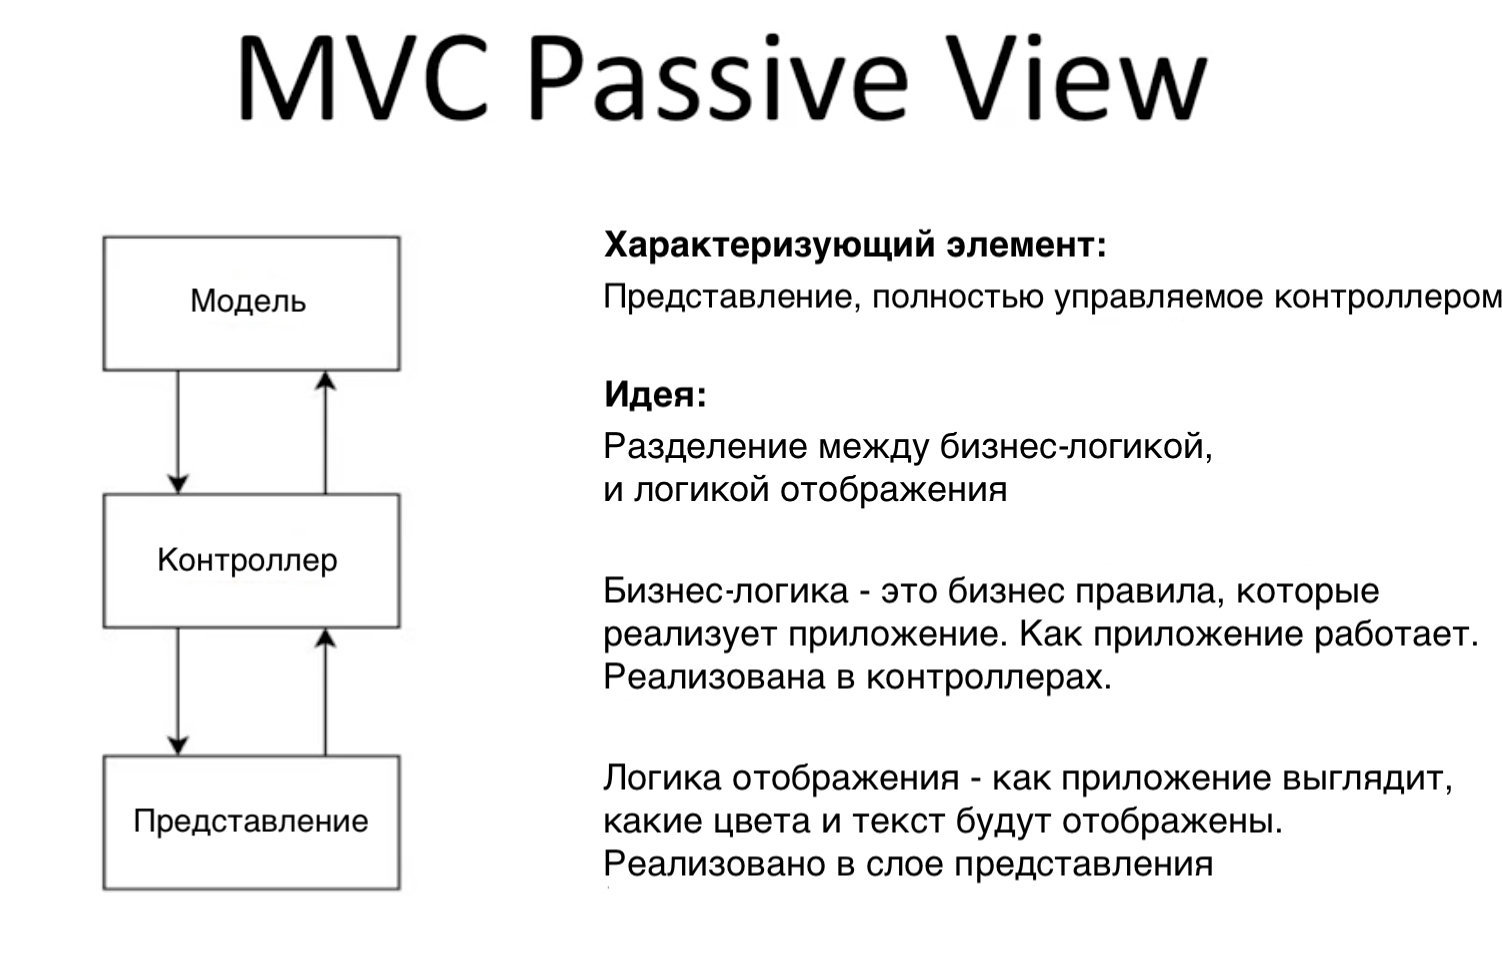 MVC Passive View
Модель
Контроллер
Представление
Характеризующий элемент:
Представление, полностью управляемое контроллером
Идея:
Разделение между бизнес-логикой,
и логикой отображения
Бизнес-логика - это бизнес правила, которые
реализует приложение. Как приложение работает.
Реализована в контроллерах.
Логика отображения - как приложение выглядит,
какие цвета и текст будут отображены.
Реализовано в слое представления